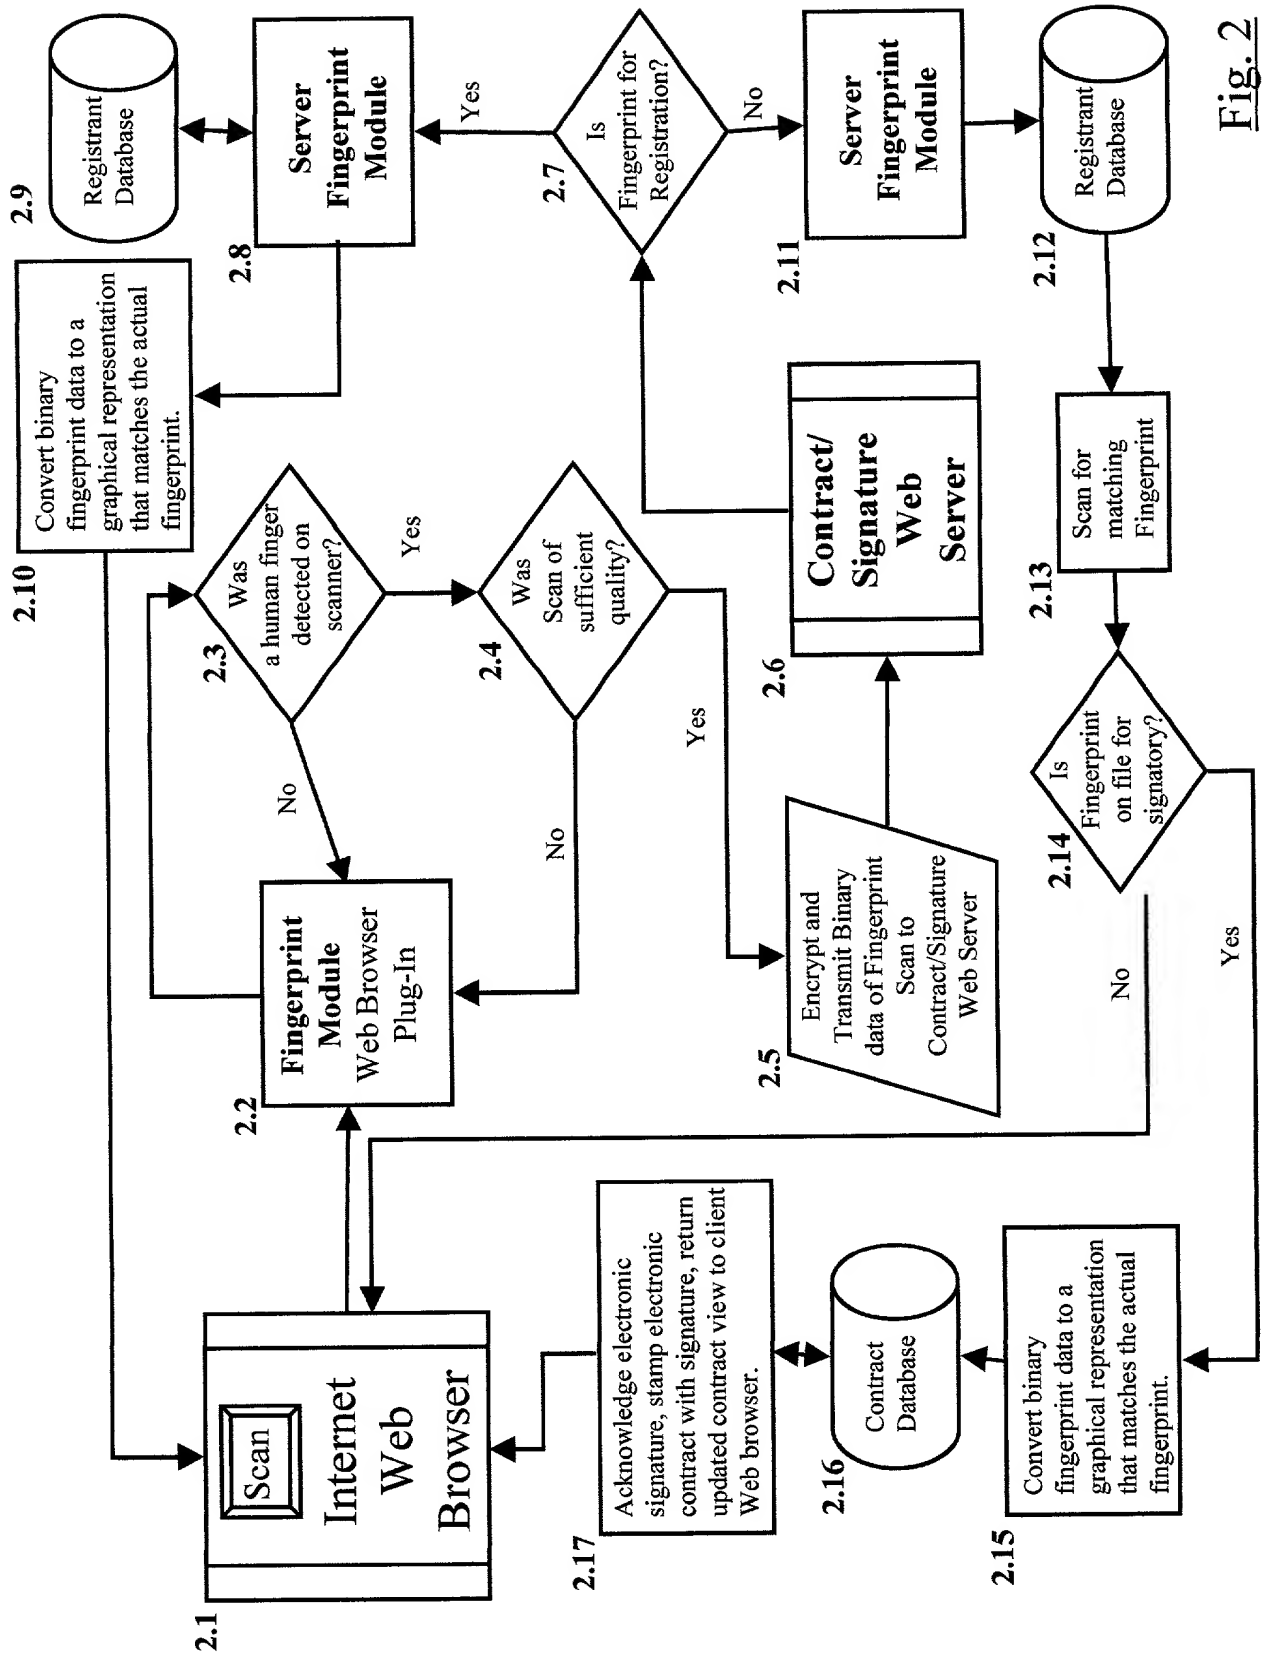 2.1
Scan
Internet
Web
Browser
2.2
Fingerprint
Module
Web Browser
Plug-In
2.3
Was
a human finger
detected on
scanner?
No
Yes
2.4
Was
Scan of
sufficient
quality?
No
Yes
2.5
Encrypt and
Transmit Binary
data of Fingerprint
Scan to
Contract/Signature
Web Server
2.6
Contract/
Signature
Web
Server
2.7
Is
Fingerprint for
Registration?
Yes
No
2.8
Server
Fingerprint
Module
2.9
Registrant
Database
2.10
Convert binary
fingerprint data to a
graphical representation
that matches the actual
fingerprint.
2.11
Server
Fingerprint
Module
2.12
Registrant
Database
2.13
Scan for
matching
Fingerprint
2.14
Is
Fingerprint
on file for
signatory?
No
Yes
2.15
Convert binary
fingerprint data to a
graphical representation
that matches the actual
fingerprint.
2.16
Contract
Database
2.17
Acknowledge electronic
signature, stamp electronic
contract with signature, return
updated contract view to client
Web browser.
Fig. 2